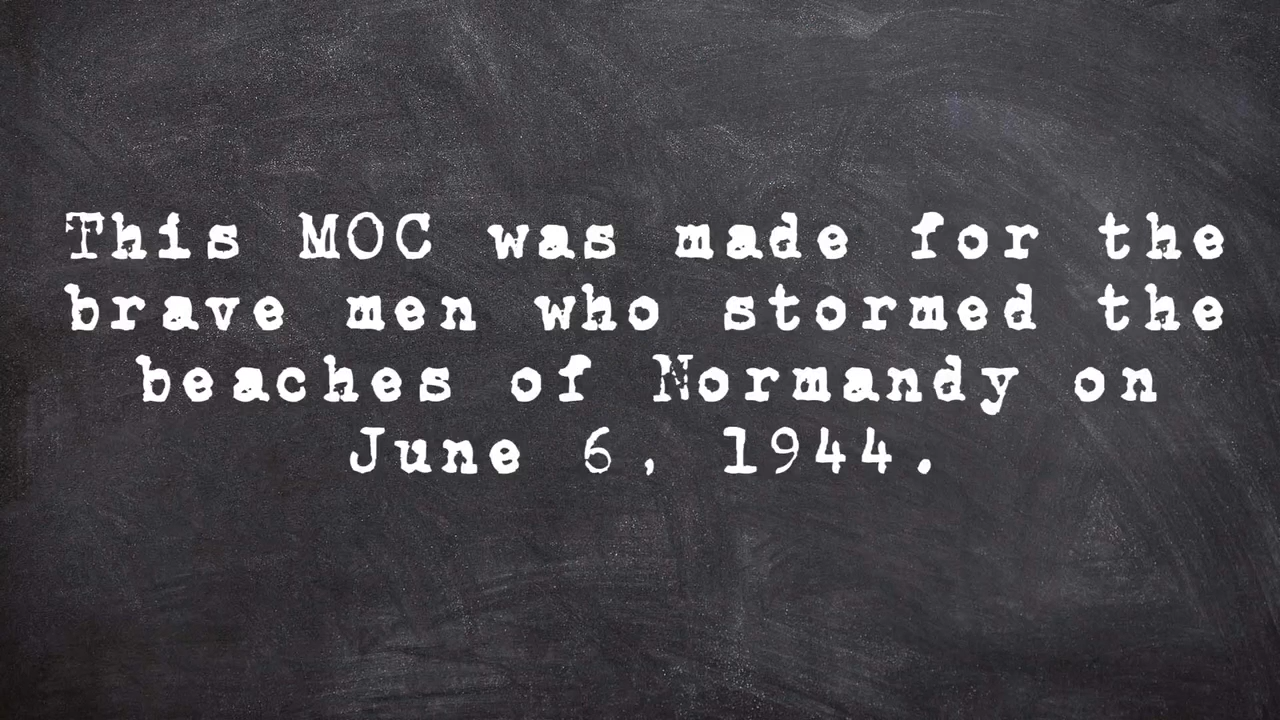 This MOC was made for the
brave men who stormed the
beaches of Normandy on
June 6, 1944.